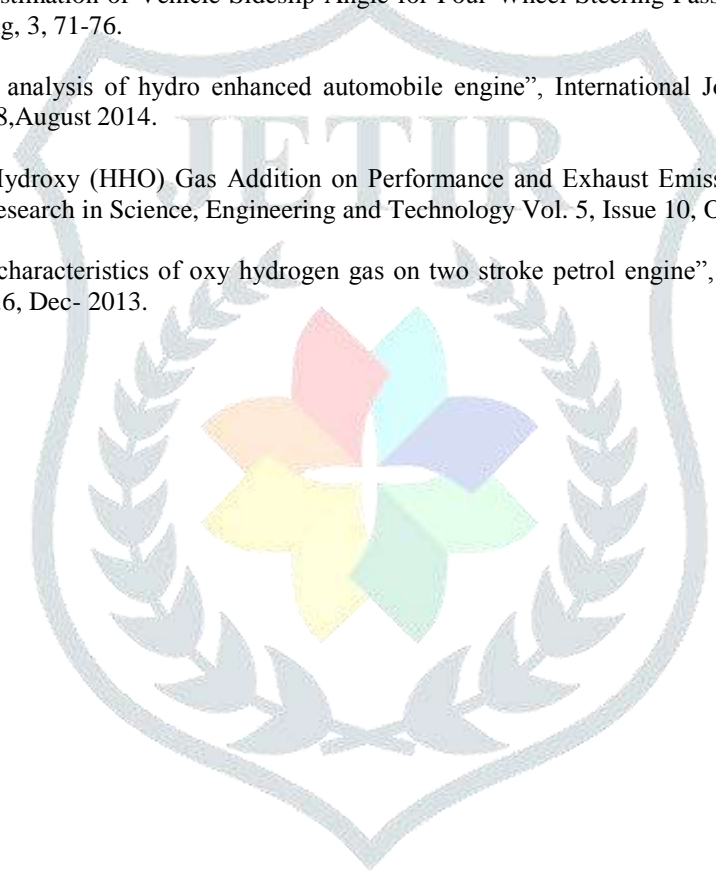 stimation of Vehicle Sideslip Angle for Four Wheel Steering Pass
g, 3, 71-76.
analysis of hydro enhanced automobile engine”, International Jo
8,August 2014.
Hydroxy (HHO) Gas Addition on Performance and Exhaust Emiss
esearch in Science, Engineering and Technology Vol. 5, Issue 10, O
characteristics of oxy hydrogen gas on two stroke petrol engine”,
6, Dec- 2013.
JETIR